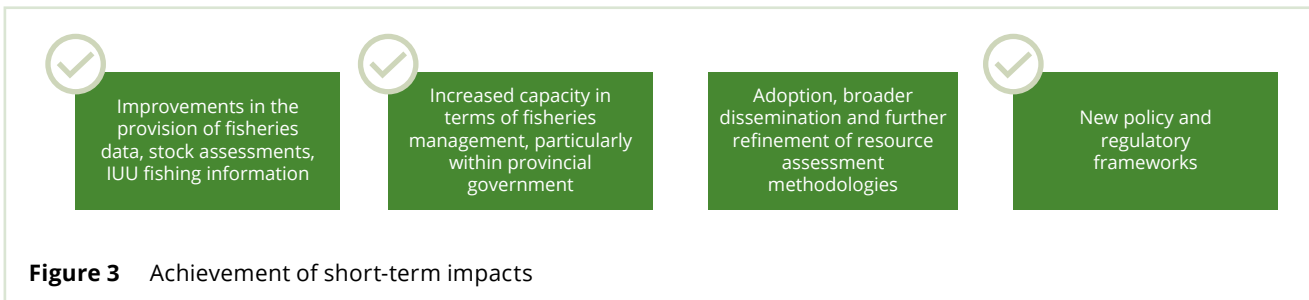 Improvements in the
provision of fisheries
data, stock assessments,
IUU fishing information
Increased capacity in
terms of fisheries
management, particularly
within provincial
government
Adoption, broader
dissemination and further
refinement of resource
assessment
methodologies
New policy and
regulatory
frameworks
Figure 3 Achievement of short-term impacts